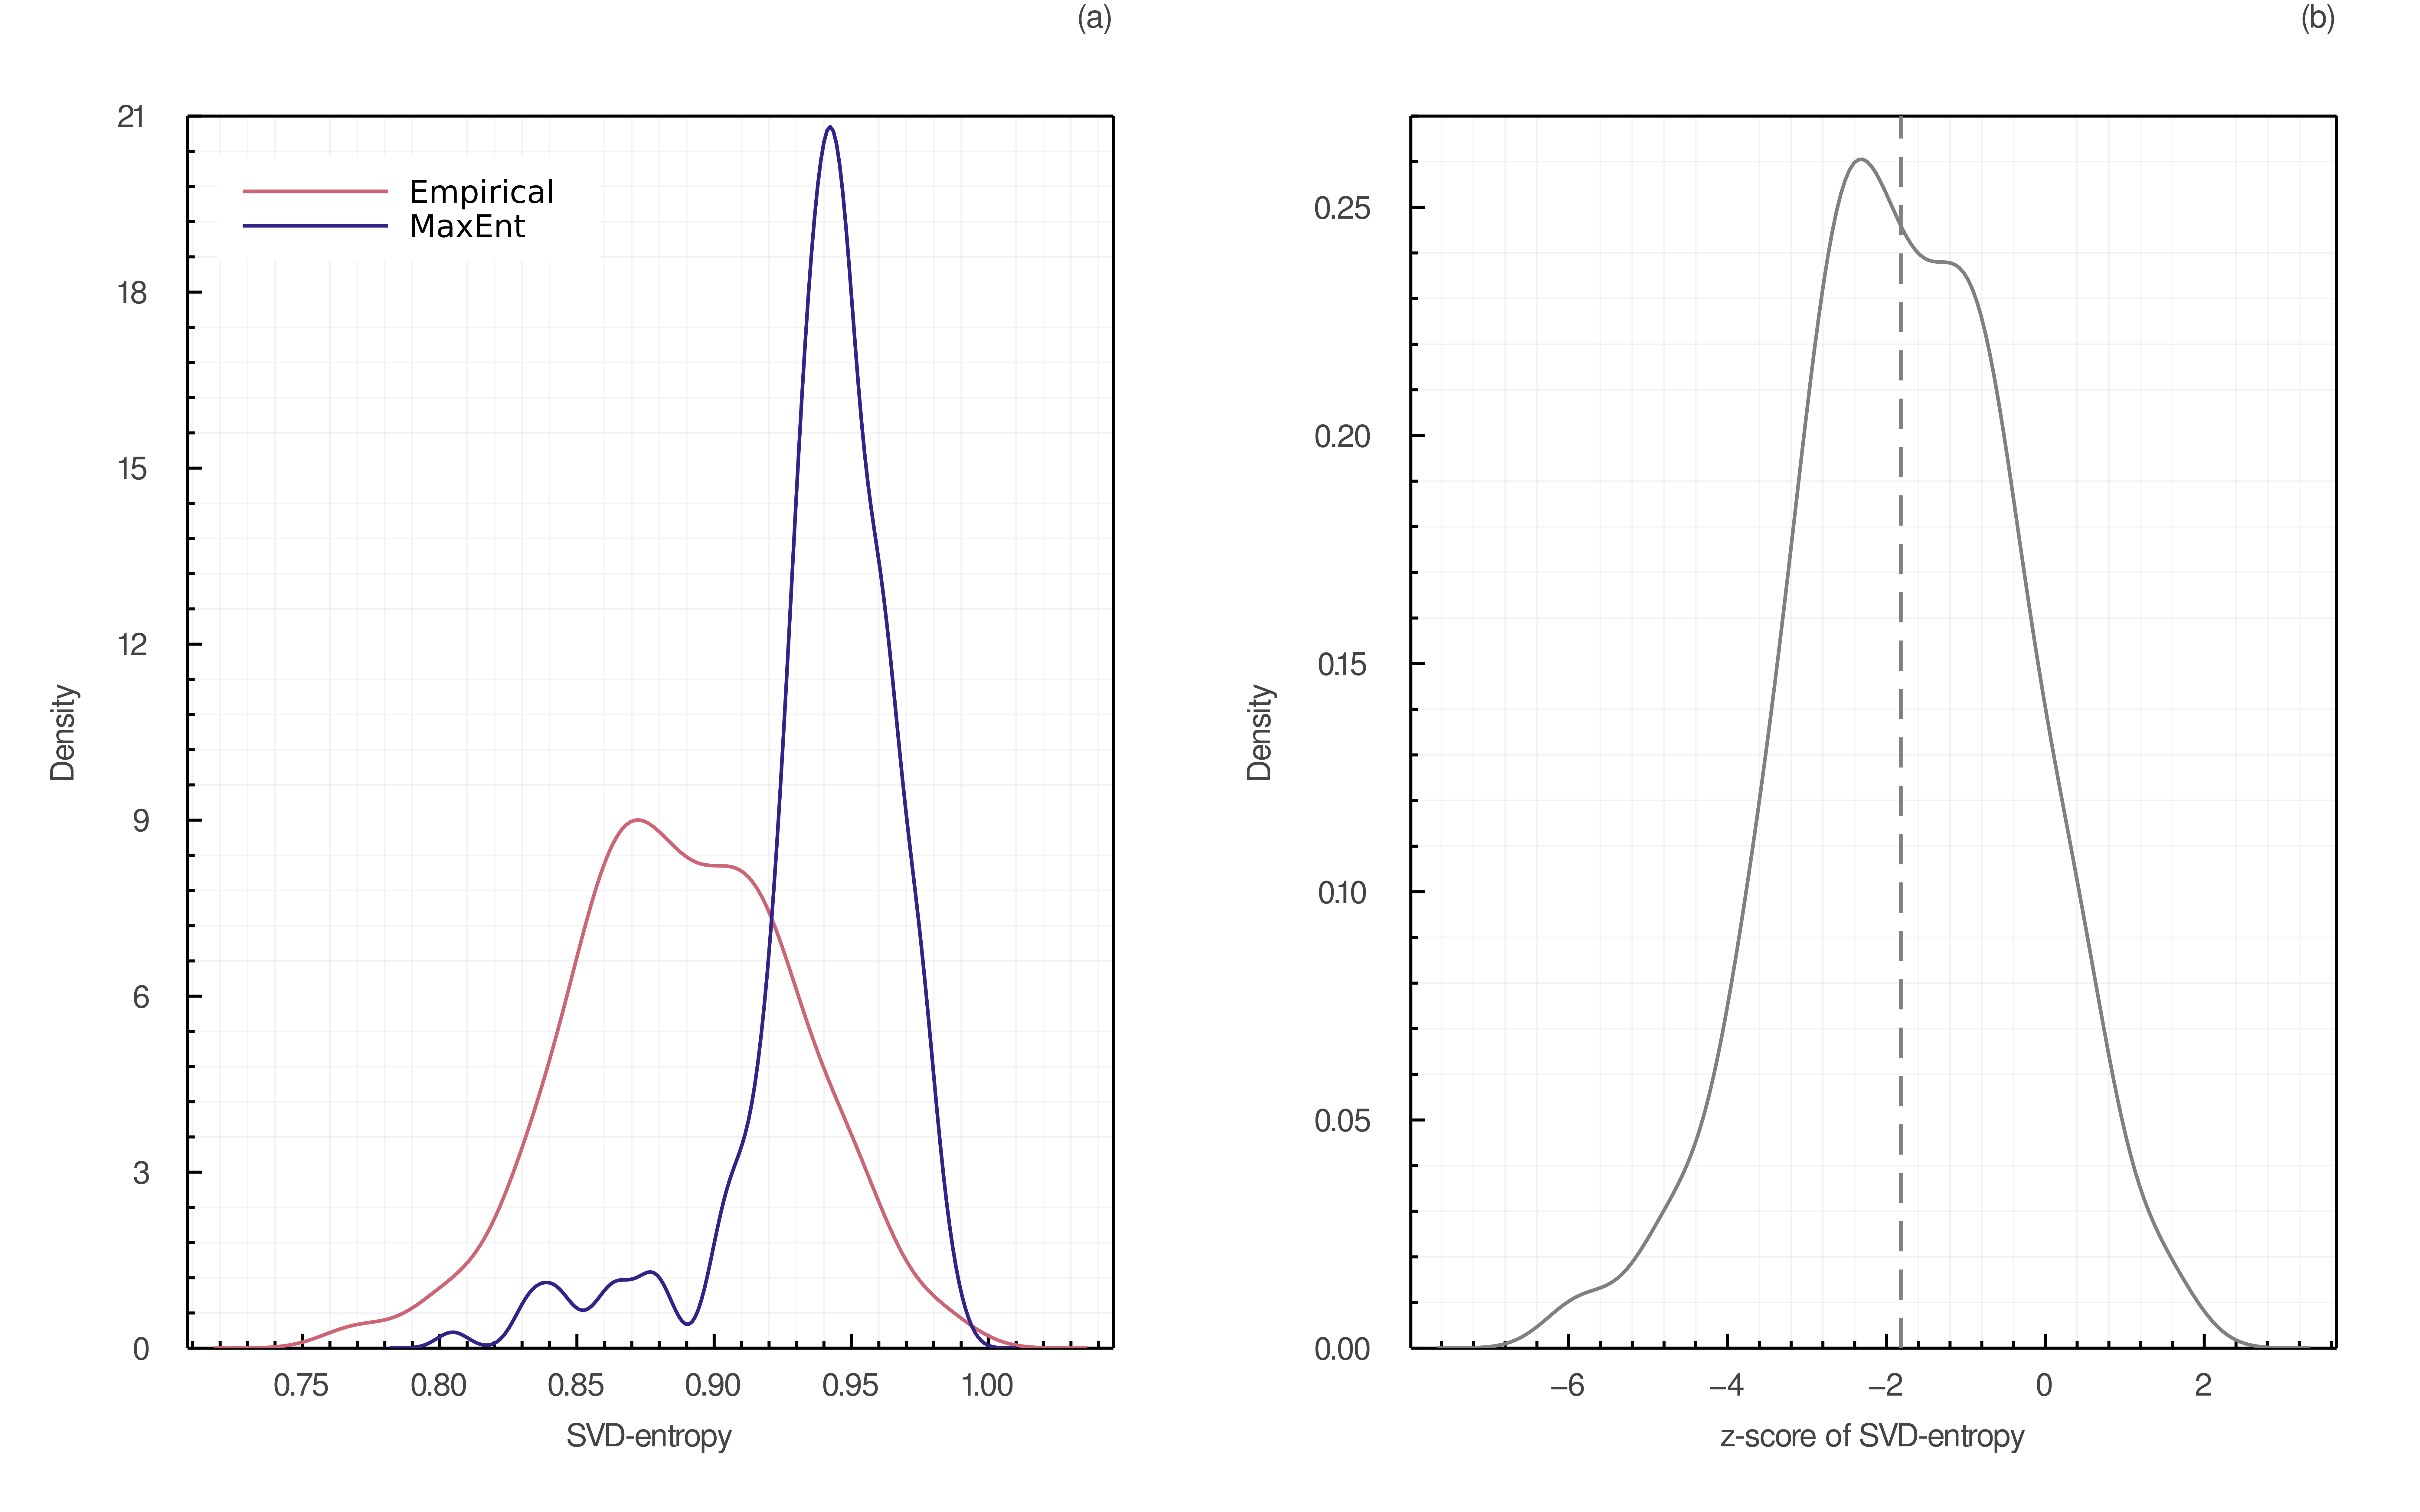 (a)
21
18
15
12
9
6
3
0
Density
Empirical
MaxEnt
0.75 0.80 0.85 0.90 0.95 1.00
SVD-entropy
(b)
0.25
0.20
0.15
0.10
0.05
0.00
Density
−6 −4 −2 0 2
z-score of SVD-entropy